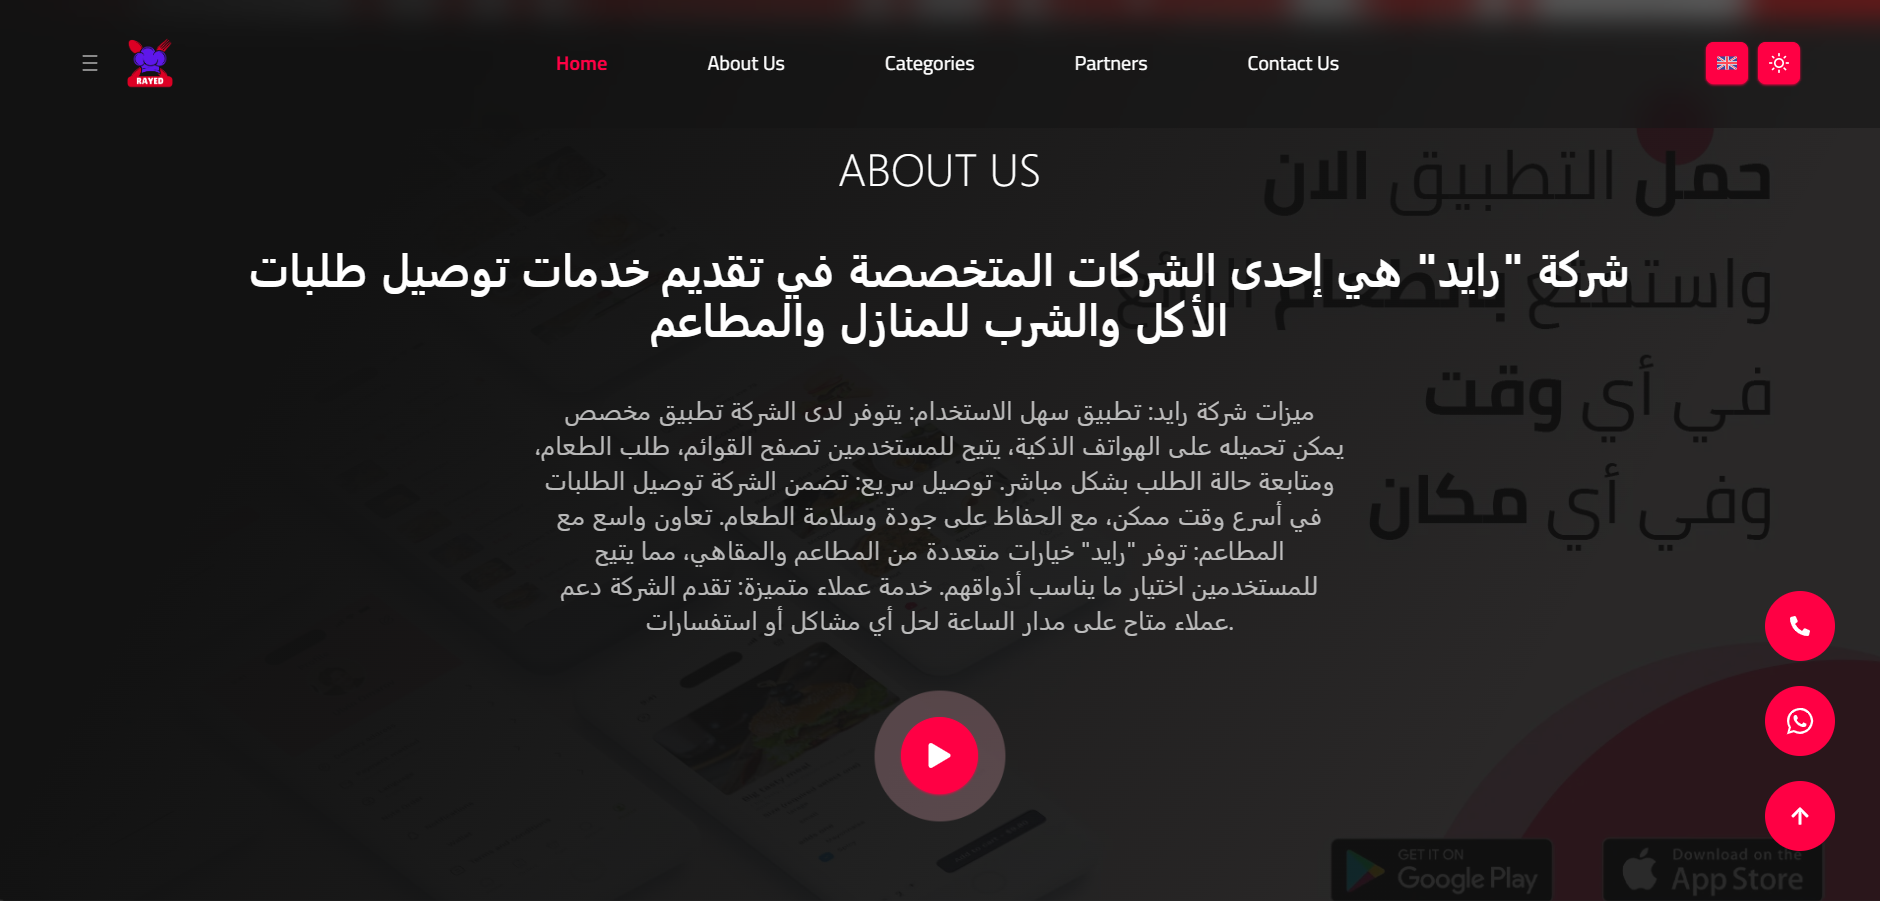 RAYED
Home
About Us
Categories
Partners
Contact Us
ABOUT US
شركة "رايد" هي إحدى الشركات المتخصصة في تقديم خدمات توصيل طلبات
الأكل والشرب للمنازل والمطاعم
ميزات شركة رايد: تطبيق سهل الاستخدام: يتوفر لدى الشركة تطبيق مخصص
يمكن تحميله على الهواتف الذكية، يتيح للمستخدمين تصفح القوائم، طلب الطعام،
ومتابعة حالة الطلب بشكل مباشر. توصيل سريع: تضمن الشركة توصيل الطلبات
في أسرع وقت ممكن، مع الحفاظ على جودة وسلامة الطعام. تعاون واسع مع
المطاعم: توفر "رايد" خيارات متعددة من المطاعم والمقاهي، مما يتيح
للمستخدمين اختيار ما يناسب أذواقهم. خدمة عملاء متميزة: تقدم الشركة دعم
عملاء متاح على مدار الساعة لحل أي مشاكل أو استفسارات.
حمل التطبيق الان
واستمتع بالطعام
في أي وقت
وفي أي مكان
GET IT ON
Google Play
Download on the
App Store